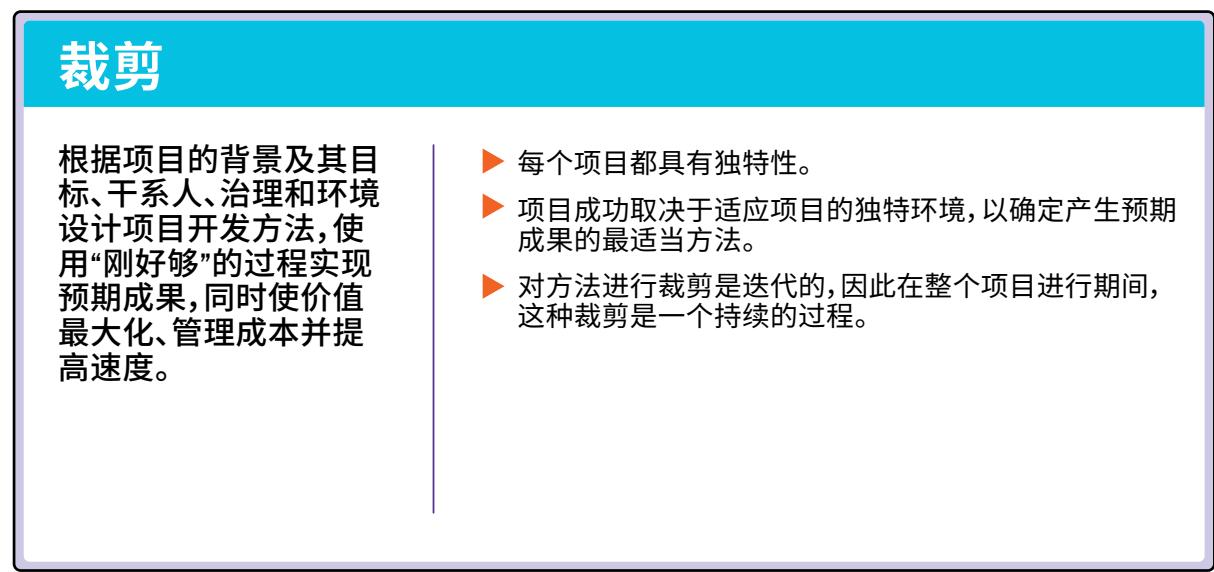 裁剪
根据项目的背景及其目
标、干系人、治理和环境
设计项目开发方法，使
用“刚好够”的过程实现
预期成果，同时使价值
最大化、管理成本并提
高速度。
每个项目都具有独特性。
项目成功取决于适应项目的独特环境，以确定产生预期
成果的最适当方法。
对方法进行裁剪是迭代的，因此在整个项目进行期间，
这种裁剪是一个持续的过程。